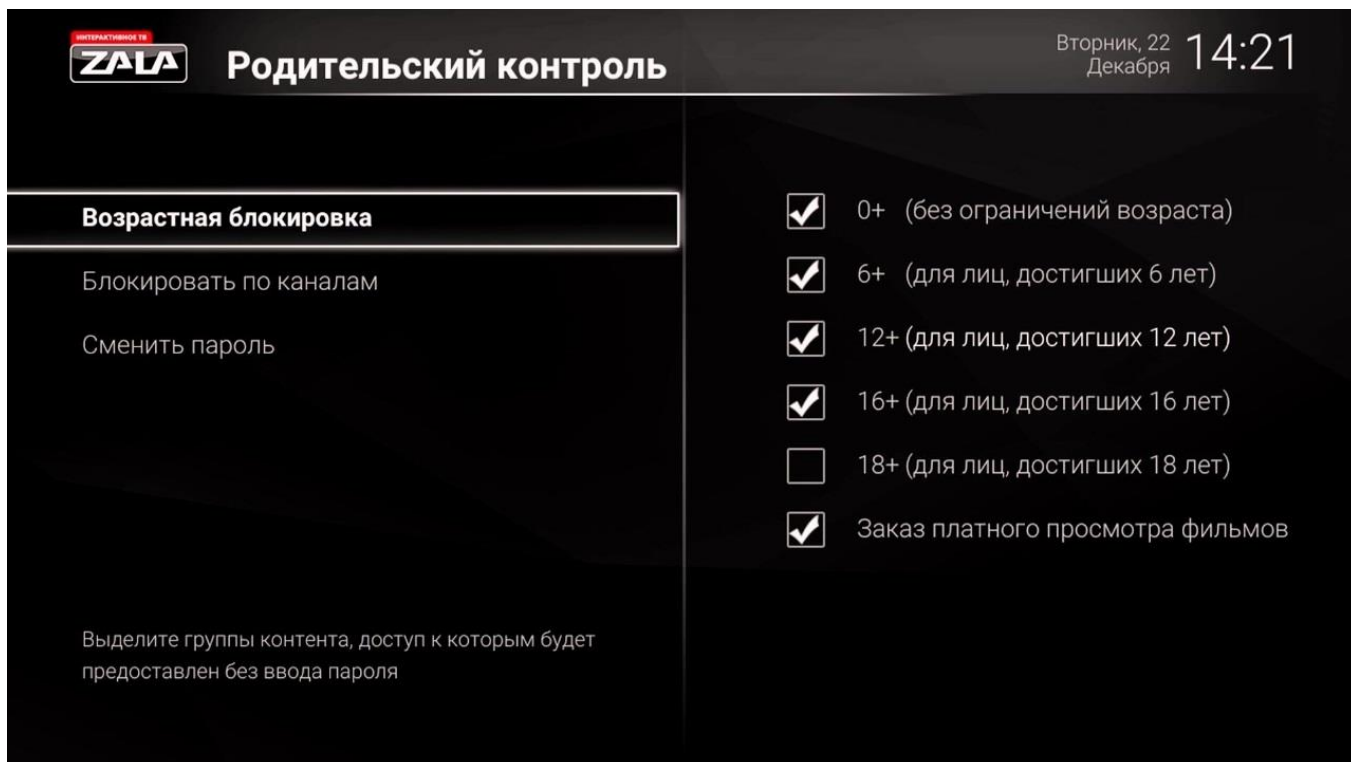 ИНТЕРАКТИВНОЕ ТВ
ZALA
Родительский контроль
Вторник, 22
Декабря
14:21
Возрастная блокировка
Блокировать по каналам
Сменить пароль
Выделите группы контента, доступ к которым будет
предоставлен без ввода пароля
0+ (без ограничений возраста)
6+ (для лиц, достигших 6 лет)
12+ (для лиц, достигших 12 лет)
16+ (для лиц, достигших 16 лет)
18+ (для лиц, достигших 18 лет)
Заказ платного просмотра фильмов